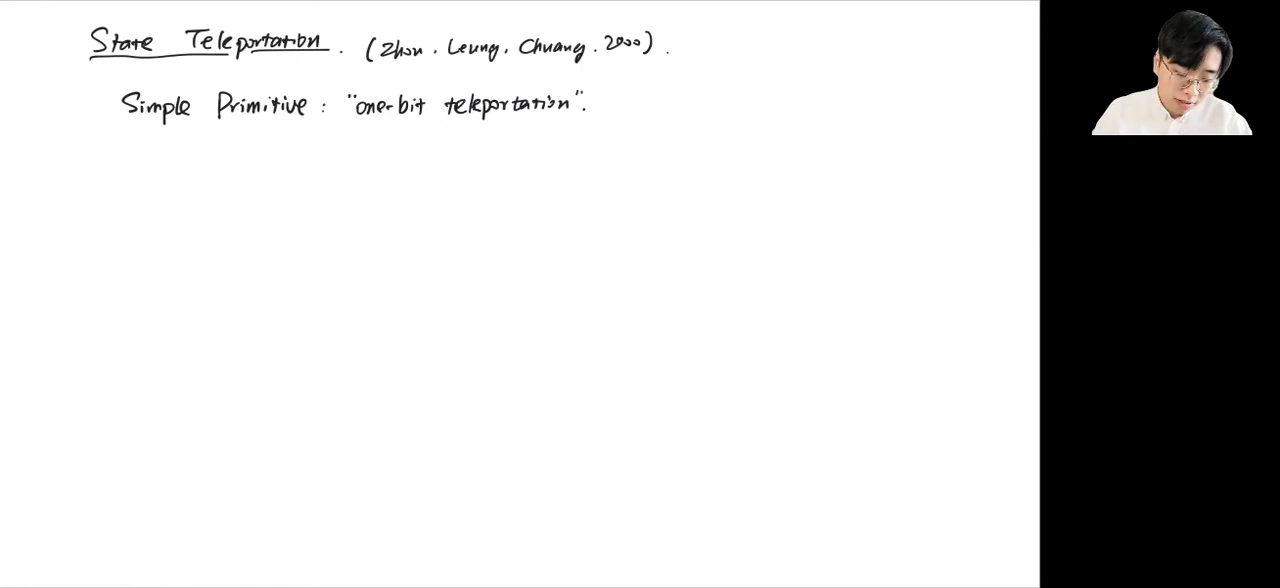 State Teleportation. (Zhou, Leung, Chuang. 2000).
Simple Primitive: "one-bit teleportation".